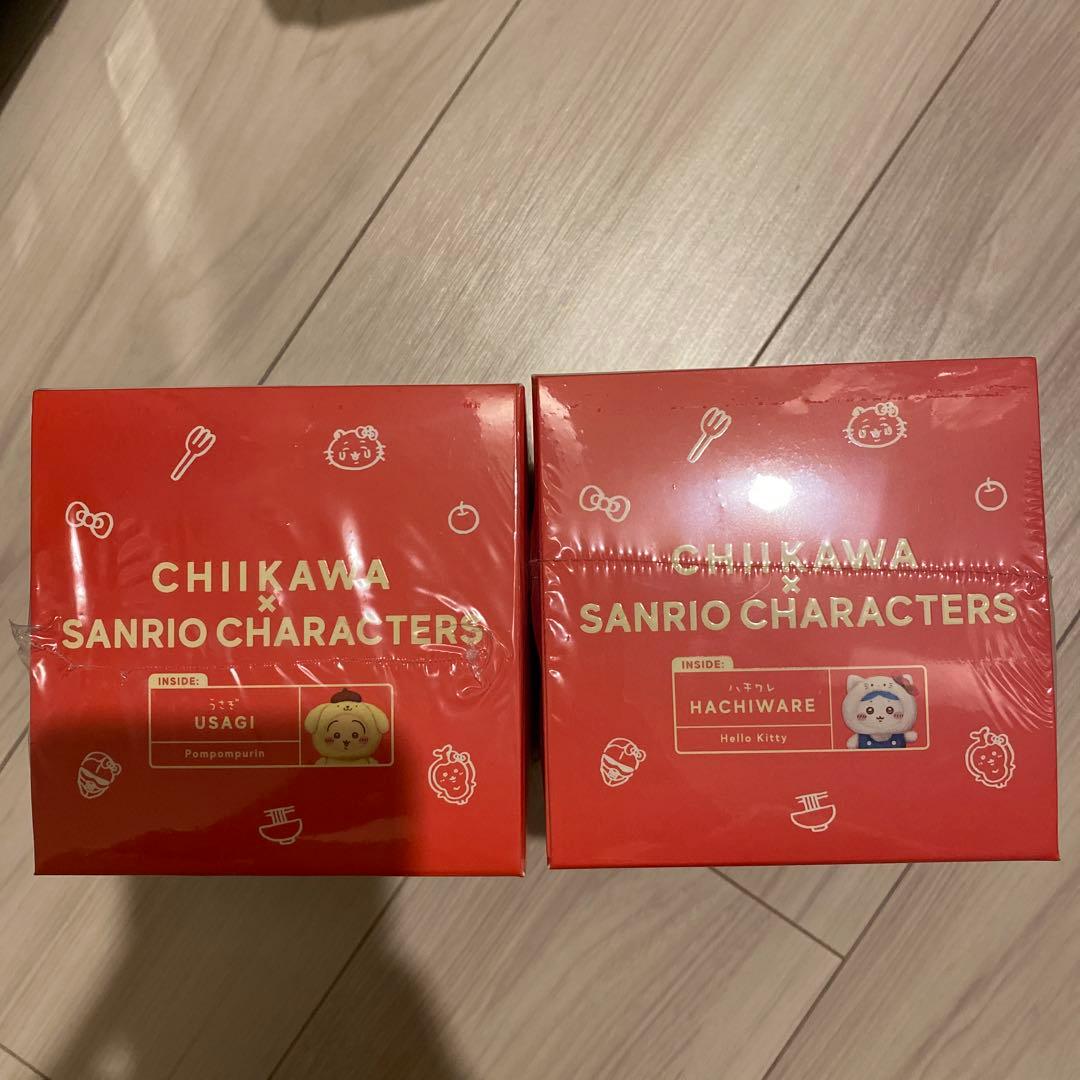 CHIIKAWA
×
SANRIO CHARACTERS
INSIDE:
うさぎ
USAGI
Pompompurin
CHIIKAWA
×
SANRIO CHARACTERS
INSIDE:
ハチワレ
HACHIWARE
Hello Kitty